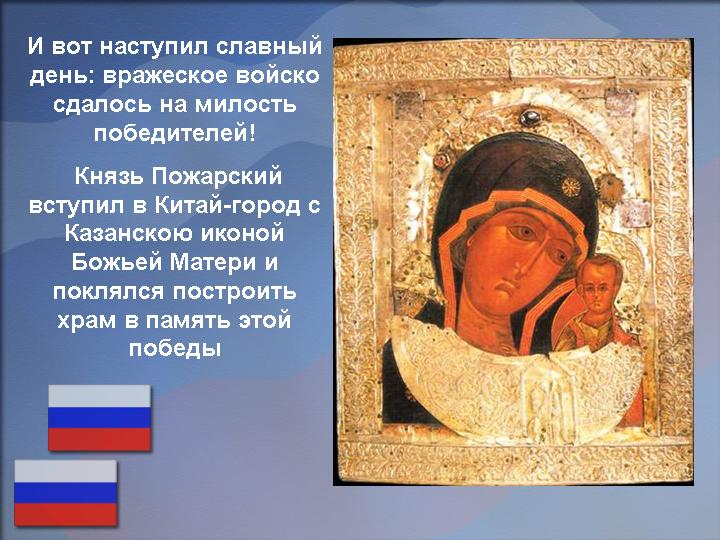 И вот наступил славный
день: вражеское войско
сдалось на милость
победителей!
Князь Пожарский
вступил в Китай-город с
Казанскою иконой
Божьей Матери и
поклялся построить
храм в память этой
победы